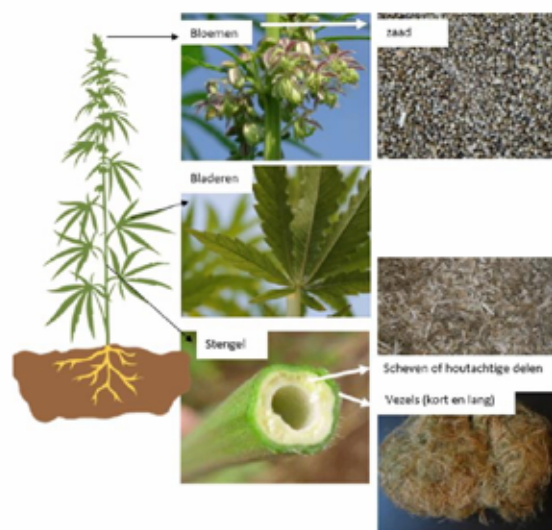 Bloemen
zaad
Bladeren
Stengel
Scheven of houtachtige delen
Vezels (kort en lang)